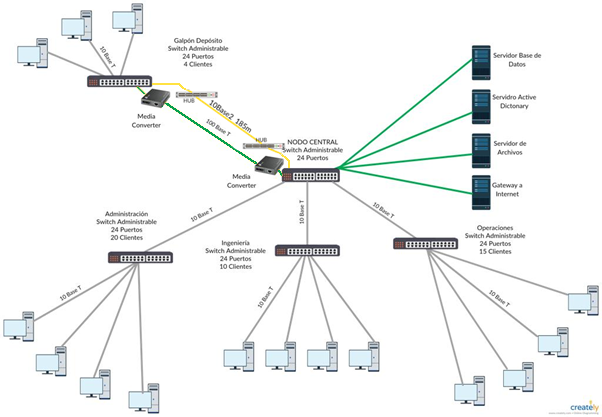 10 Base T
Galpón Depósito
Switch Administrable
24 Puertos
4 Clientes
HUB
Media
Converter
10Base2_185m
100 Base T
HUB
NODO CENTRAL
Switch Administrable
24 Puertos
Media
Converter
Servidor Base de
Datos
Servidro Active
Dictonary
Servidor de
Archivos
Gateway a
Internet
Administración
Switch Administrable
24 Puertos
20 Clientes
10 Base T
Ingeniería
Switch Administrable
24 Puertos
10 Clientes
10 Base T
10 Base T
Operaciones
Switch Administrable
24 Puertos
15 Clientes
10 Base T
10 Base T
10 Base T
creately